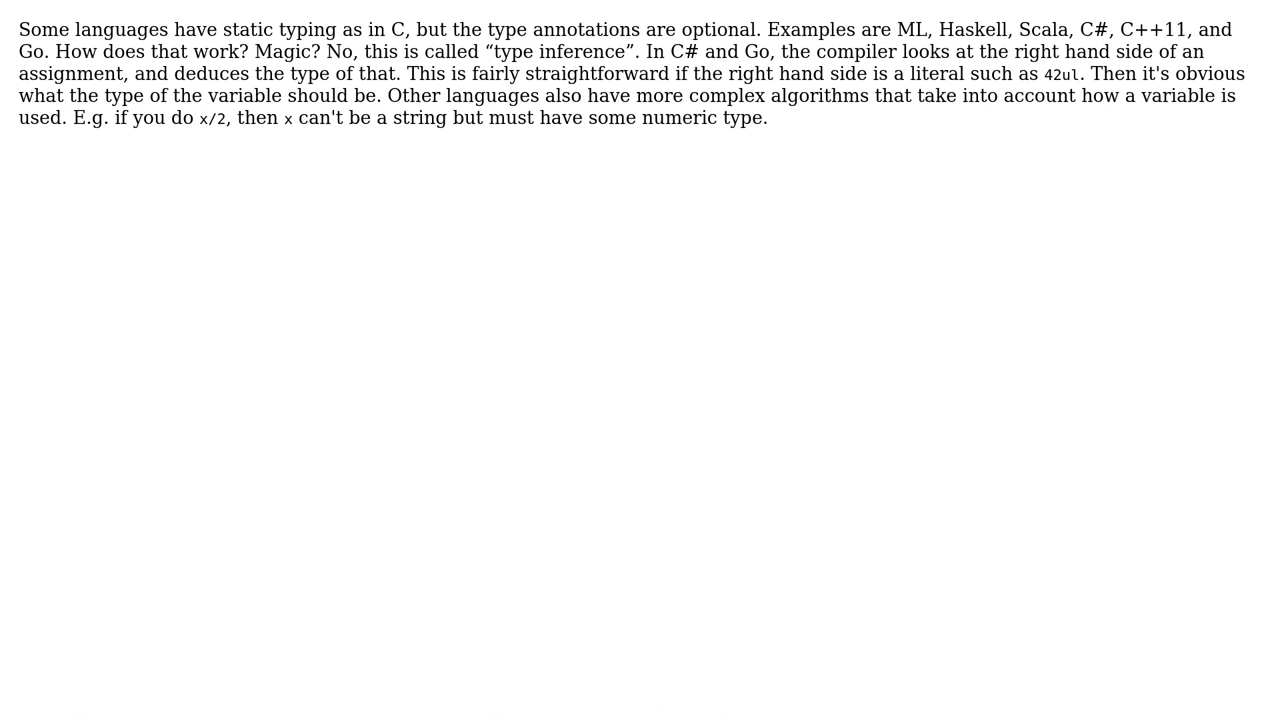 Some languages have static typing as in C, but the type annotations are optional. Examples are ML, Haskell, Scala, C#, C++11, and
Go. How does that work? Magic? No, this is called “type inference”. In C# and Go, the compiler looks at the right hand side of an
assignment, and deduces the type of that. This is fairly straightforward if the right hand side is a literal such as 42ul. Then it's obvious
what the type of the variable should be. Other languages also have more complex algorithms that take into account how a variable is
used. E.g. if you do x/2, then x can't be a string but must have some numeric type.